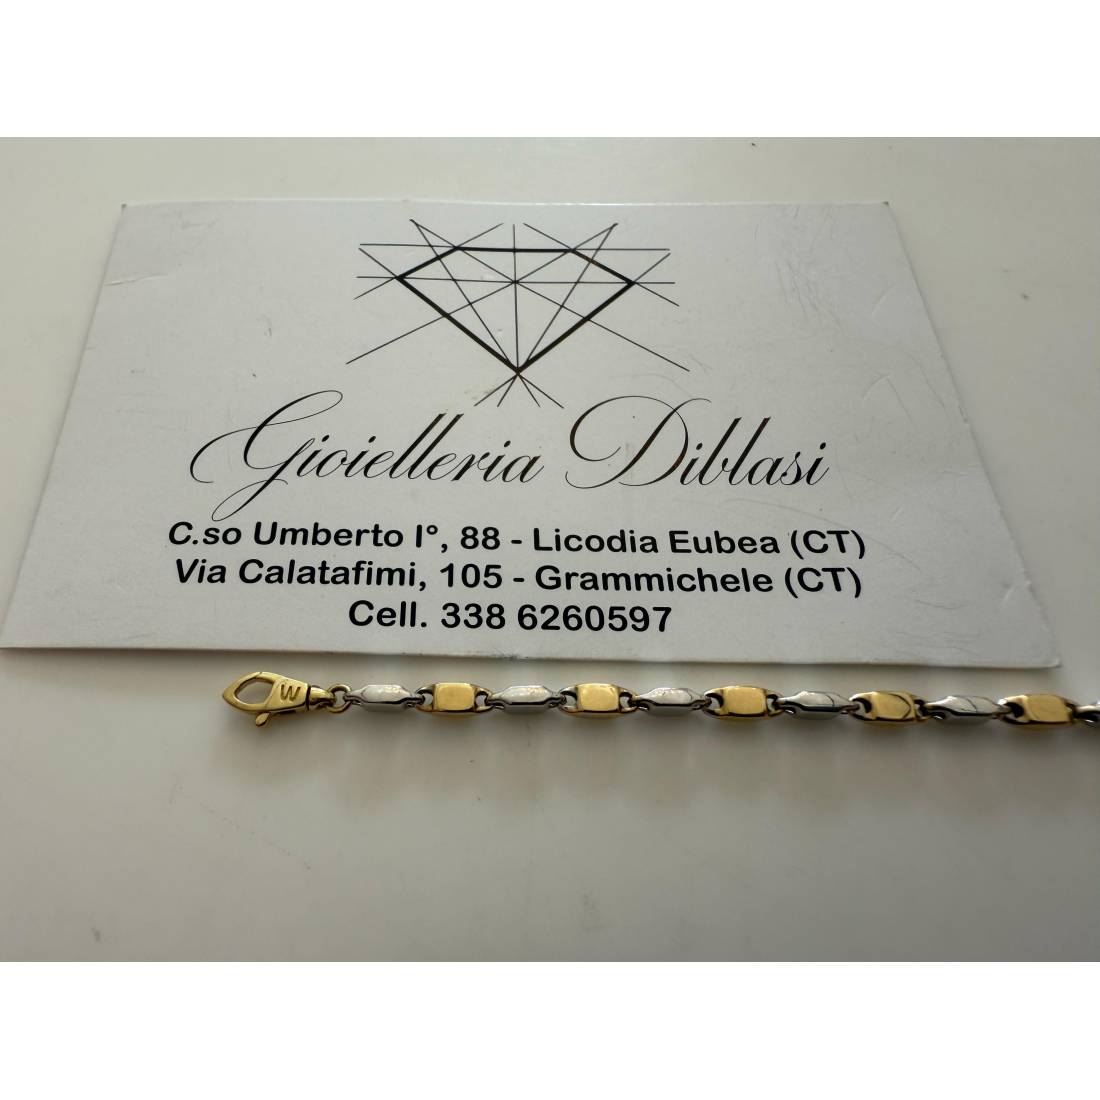 Gioielleria Diblasi
C.so Umberto I°, 88 - Licodia Eubea (CT)
Via Calatafimi, 105 - Grammichele (CT)
Cell. 338 6260597
W